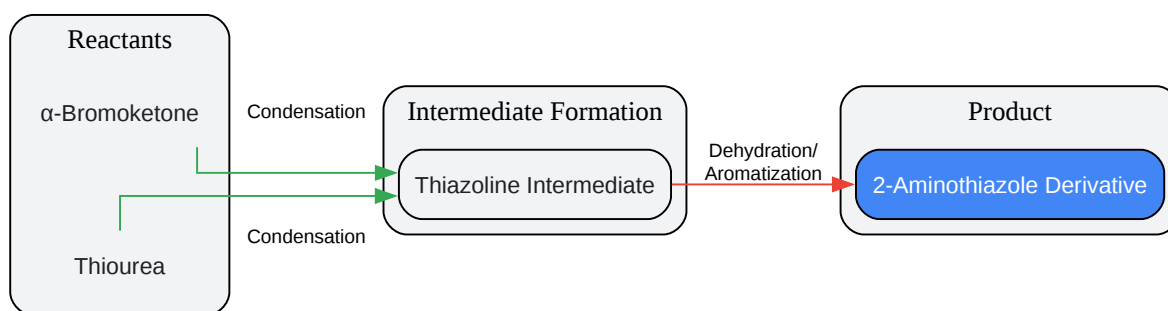 Reactants
α-Bromoketone
Thiourea
Condensation
Condensation
Intermediate Formation
Thiazoline Intermediate
Dehydration/
Aromatization
Product
2-Aminothiazole Derivative